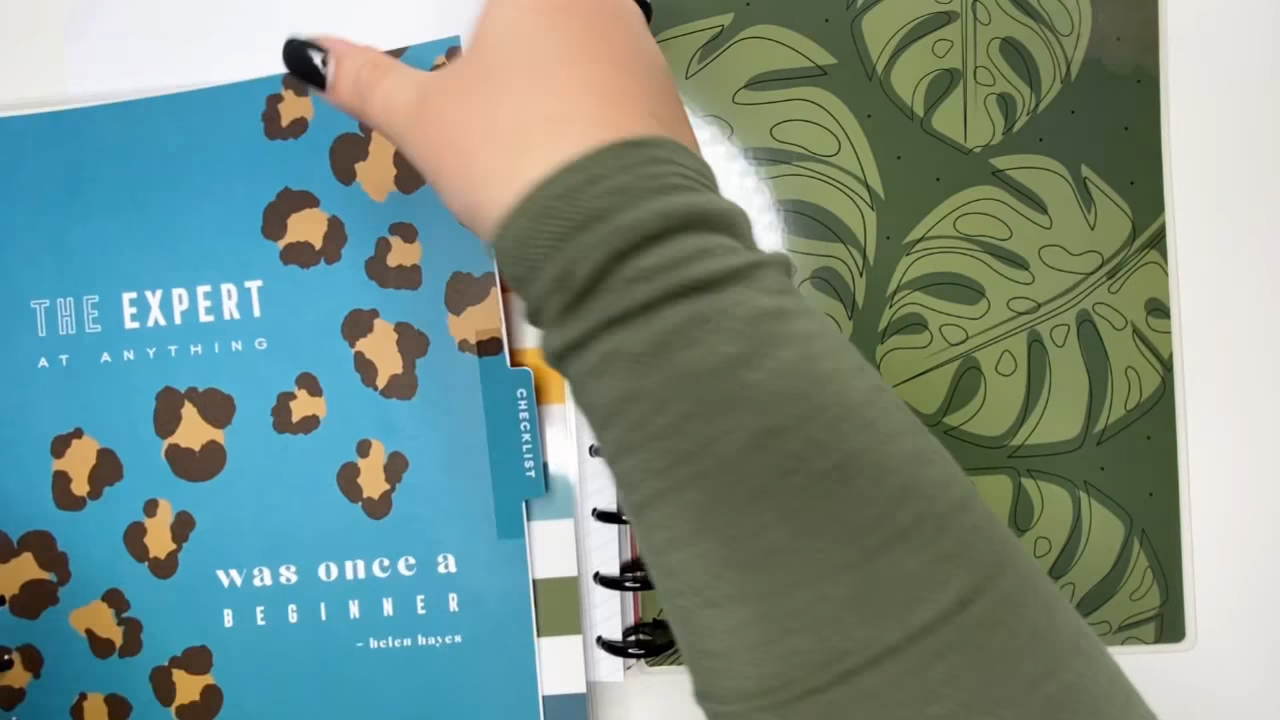 THE EXPERT
AT ANYTHING
was once a
BEGINNER
- helen hayes
CHECKLIST